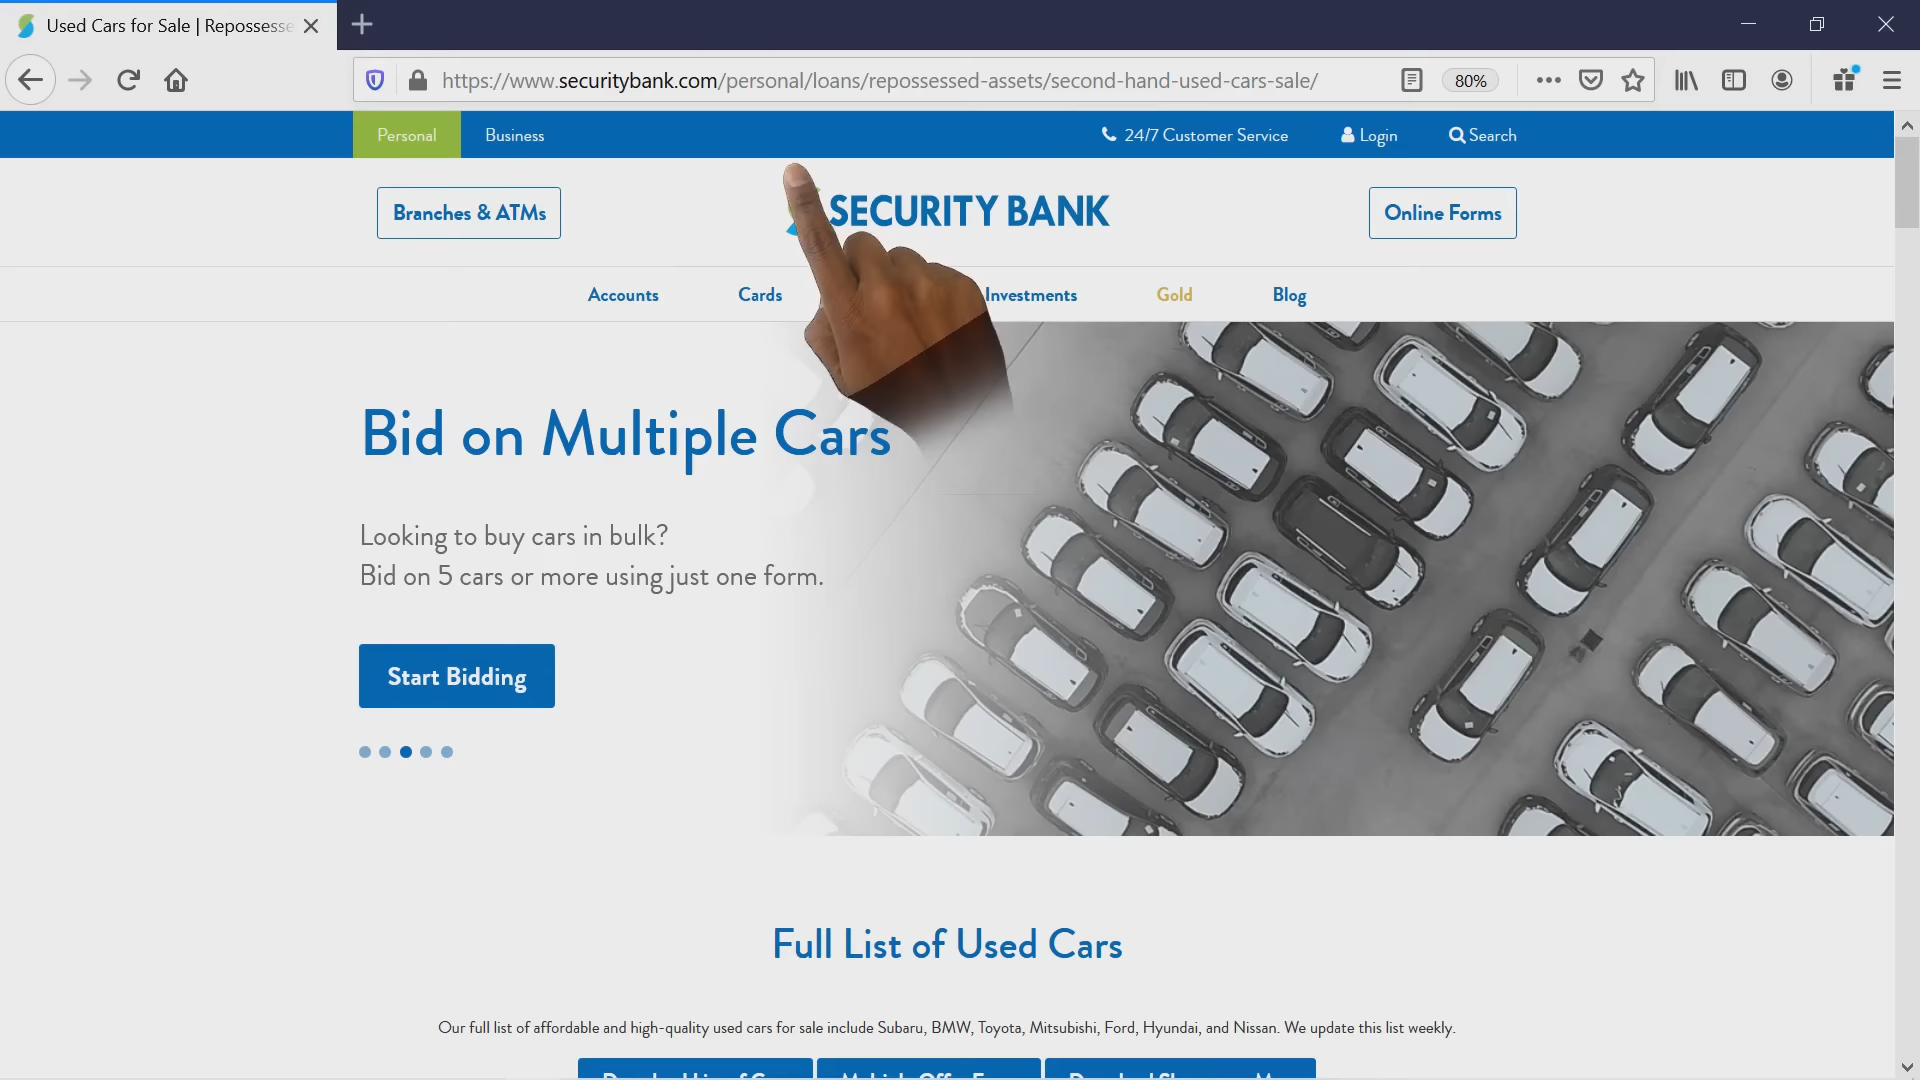 Used Cars for Sale | Repossesse
https://www.securitybank.com/personal/loans/repossessed-assets/second-hand-used-cars-sale/
80%
Personal
Business
24/7 Customer Service
Login
Search
Branches & ATMs
SECURITY BANK
Online Forms
Accounts
Cards
Investments
Gold
Blog
Bid on Multiple Cars
Looking to buy cars in bulk?
Bid on 5 cars or more using just one form.
Start Bidding
Full List of Used Cars
Our full list of affordable and high-quality used cars for sale include Subaru, BMW, Toyota, Mitsubishi, Ford, Hyundai, and Nissan. We update this list weekly.